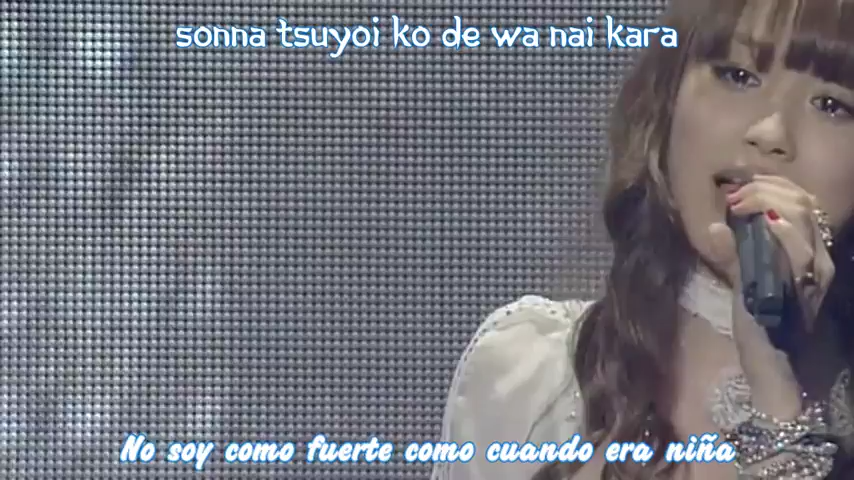 sonna tsuyoi ko de wa nai kara
No soy como fuerte como cuando era niña